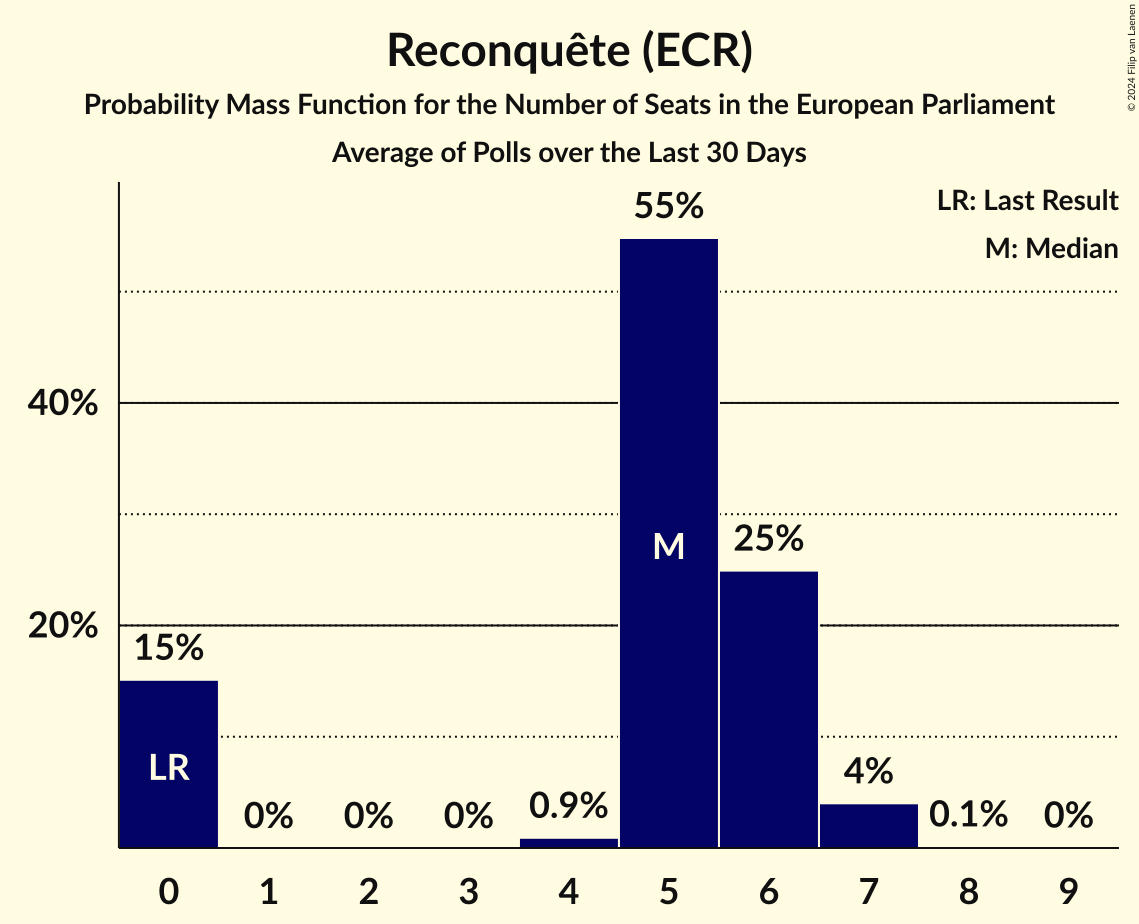 Reconquête (ECR)
Probability Mass Function for the Number of Seats in the European Parliament
Average of Polls over the Last 30 Days
© 2024 Filip van Laenen
LR: Last Result
M: Median
55%
40%
M
25%
20%
15%
LR
0%
0%
0%
0.9%
4%
0.1%
0%
0 1 2 3 4 5 6 7 8 9